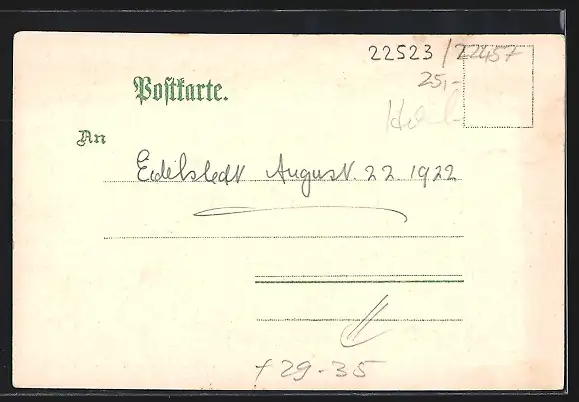 22523 / 22457
25,-
Postkarte.
An
Edelstedt August. 22. 1922
+ 29-35